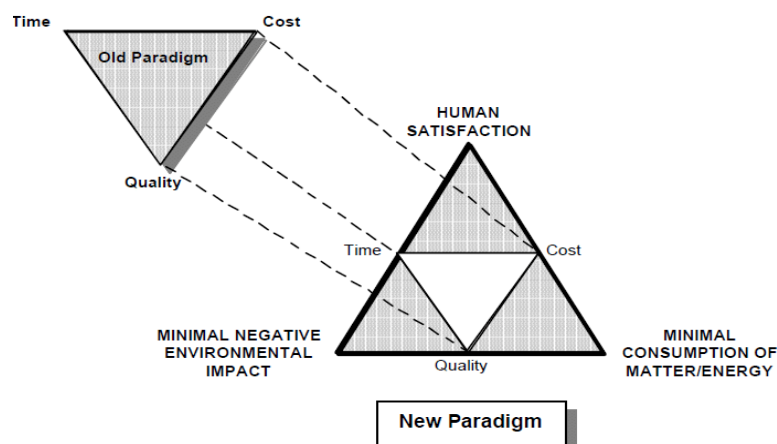 Time
Cost
Old Paradigm
Quality
HUMAN
SATISFACTION
Time
Cost
MINIMAL NEGATIVE
ENVIRONMENTAL
IMPACT
Quality
MINIMAL
CONSUMPTION OF
MATTER/ENERGY
New Paradigm